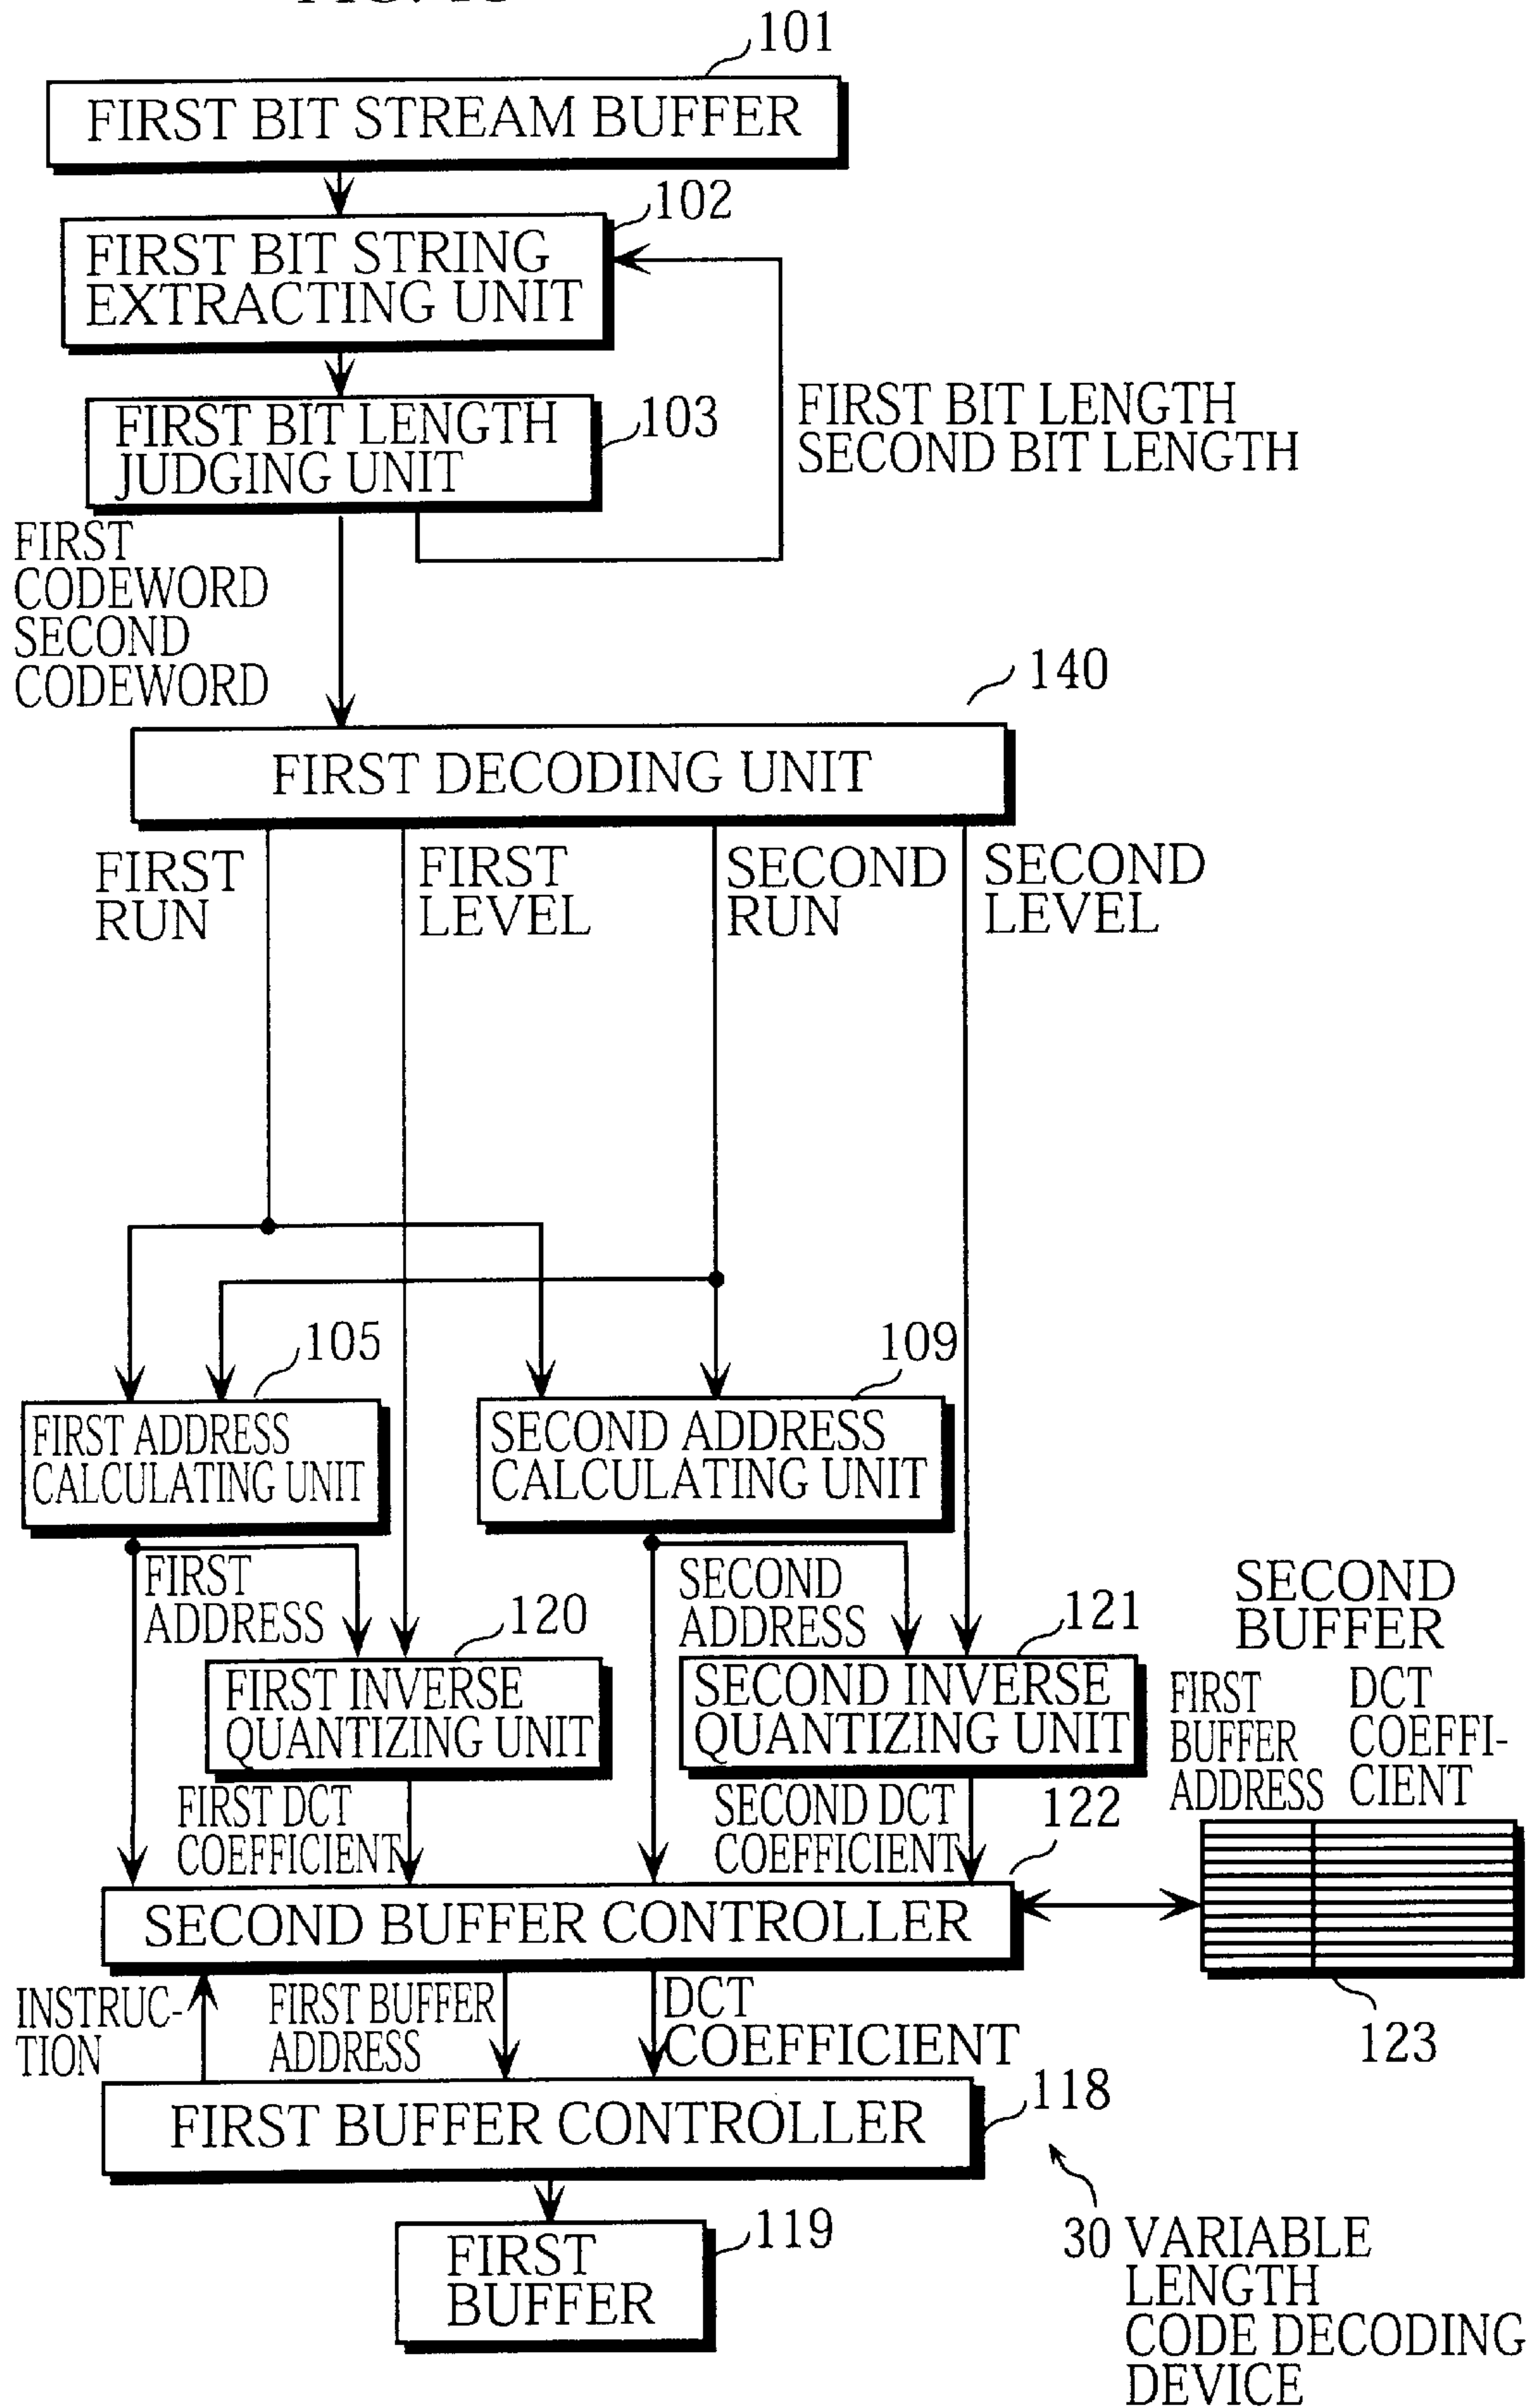 101
FIRST BIT STREAM BUFFER
102
FIRST BIT STRING
EXTRACTING UNIT
103
FIRST BIT LENGTH
JUDGING UNIT
FIRST BIT LENGTH
SECOND BIT LENGTH
FIRST
CODEWORD
SECOND
CODEWORD
140
FIRST DECODING UNIT
FIRST
RUN
FIRST
LEVEL
SECOND
RUN
SECOND
LEVEL
105
109
FIRST ADDRESS
CALCULATING UNIT
SECOND ADDRESS
CALCULATING UNIT
FIRST
ADDRESS
120
SECOND
ADDRESS
121
SECOND
BUFFER
FIRST
BUFFER
ADDRESS
DCT
COEFFI-
CIENT
FIRST INVERSE
QUANTIZING UNIT
SECOND INVERSE
QUANTIZING UNIT
FIRST DCT
COEFFICIENT
SECOND DCT
COEFFICIENT
122
SECOND BUFFER CONTROLLER
123
INSTRUC-
TION
FIRST BUFFER
ADDRESS
DCT
COEFFICIENT
118
FIRST BUFFER CONTROLLER
119
FIRST
BUFFER
30 VARIABLE
LENGTH
CODE DECODING
DEVICE